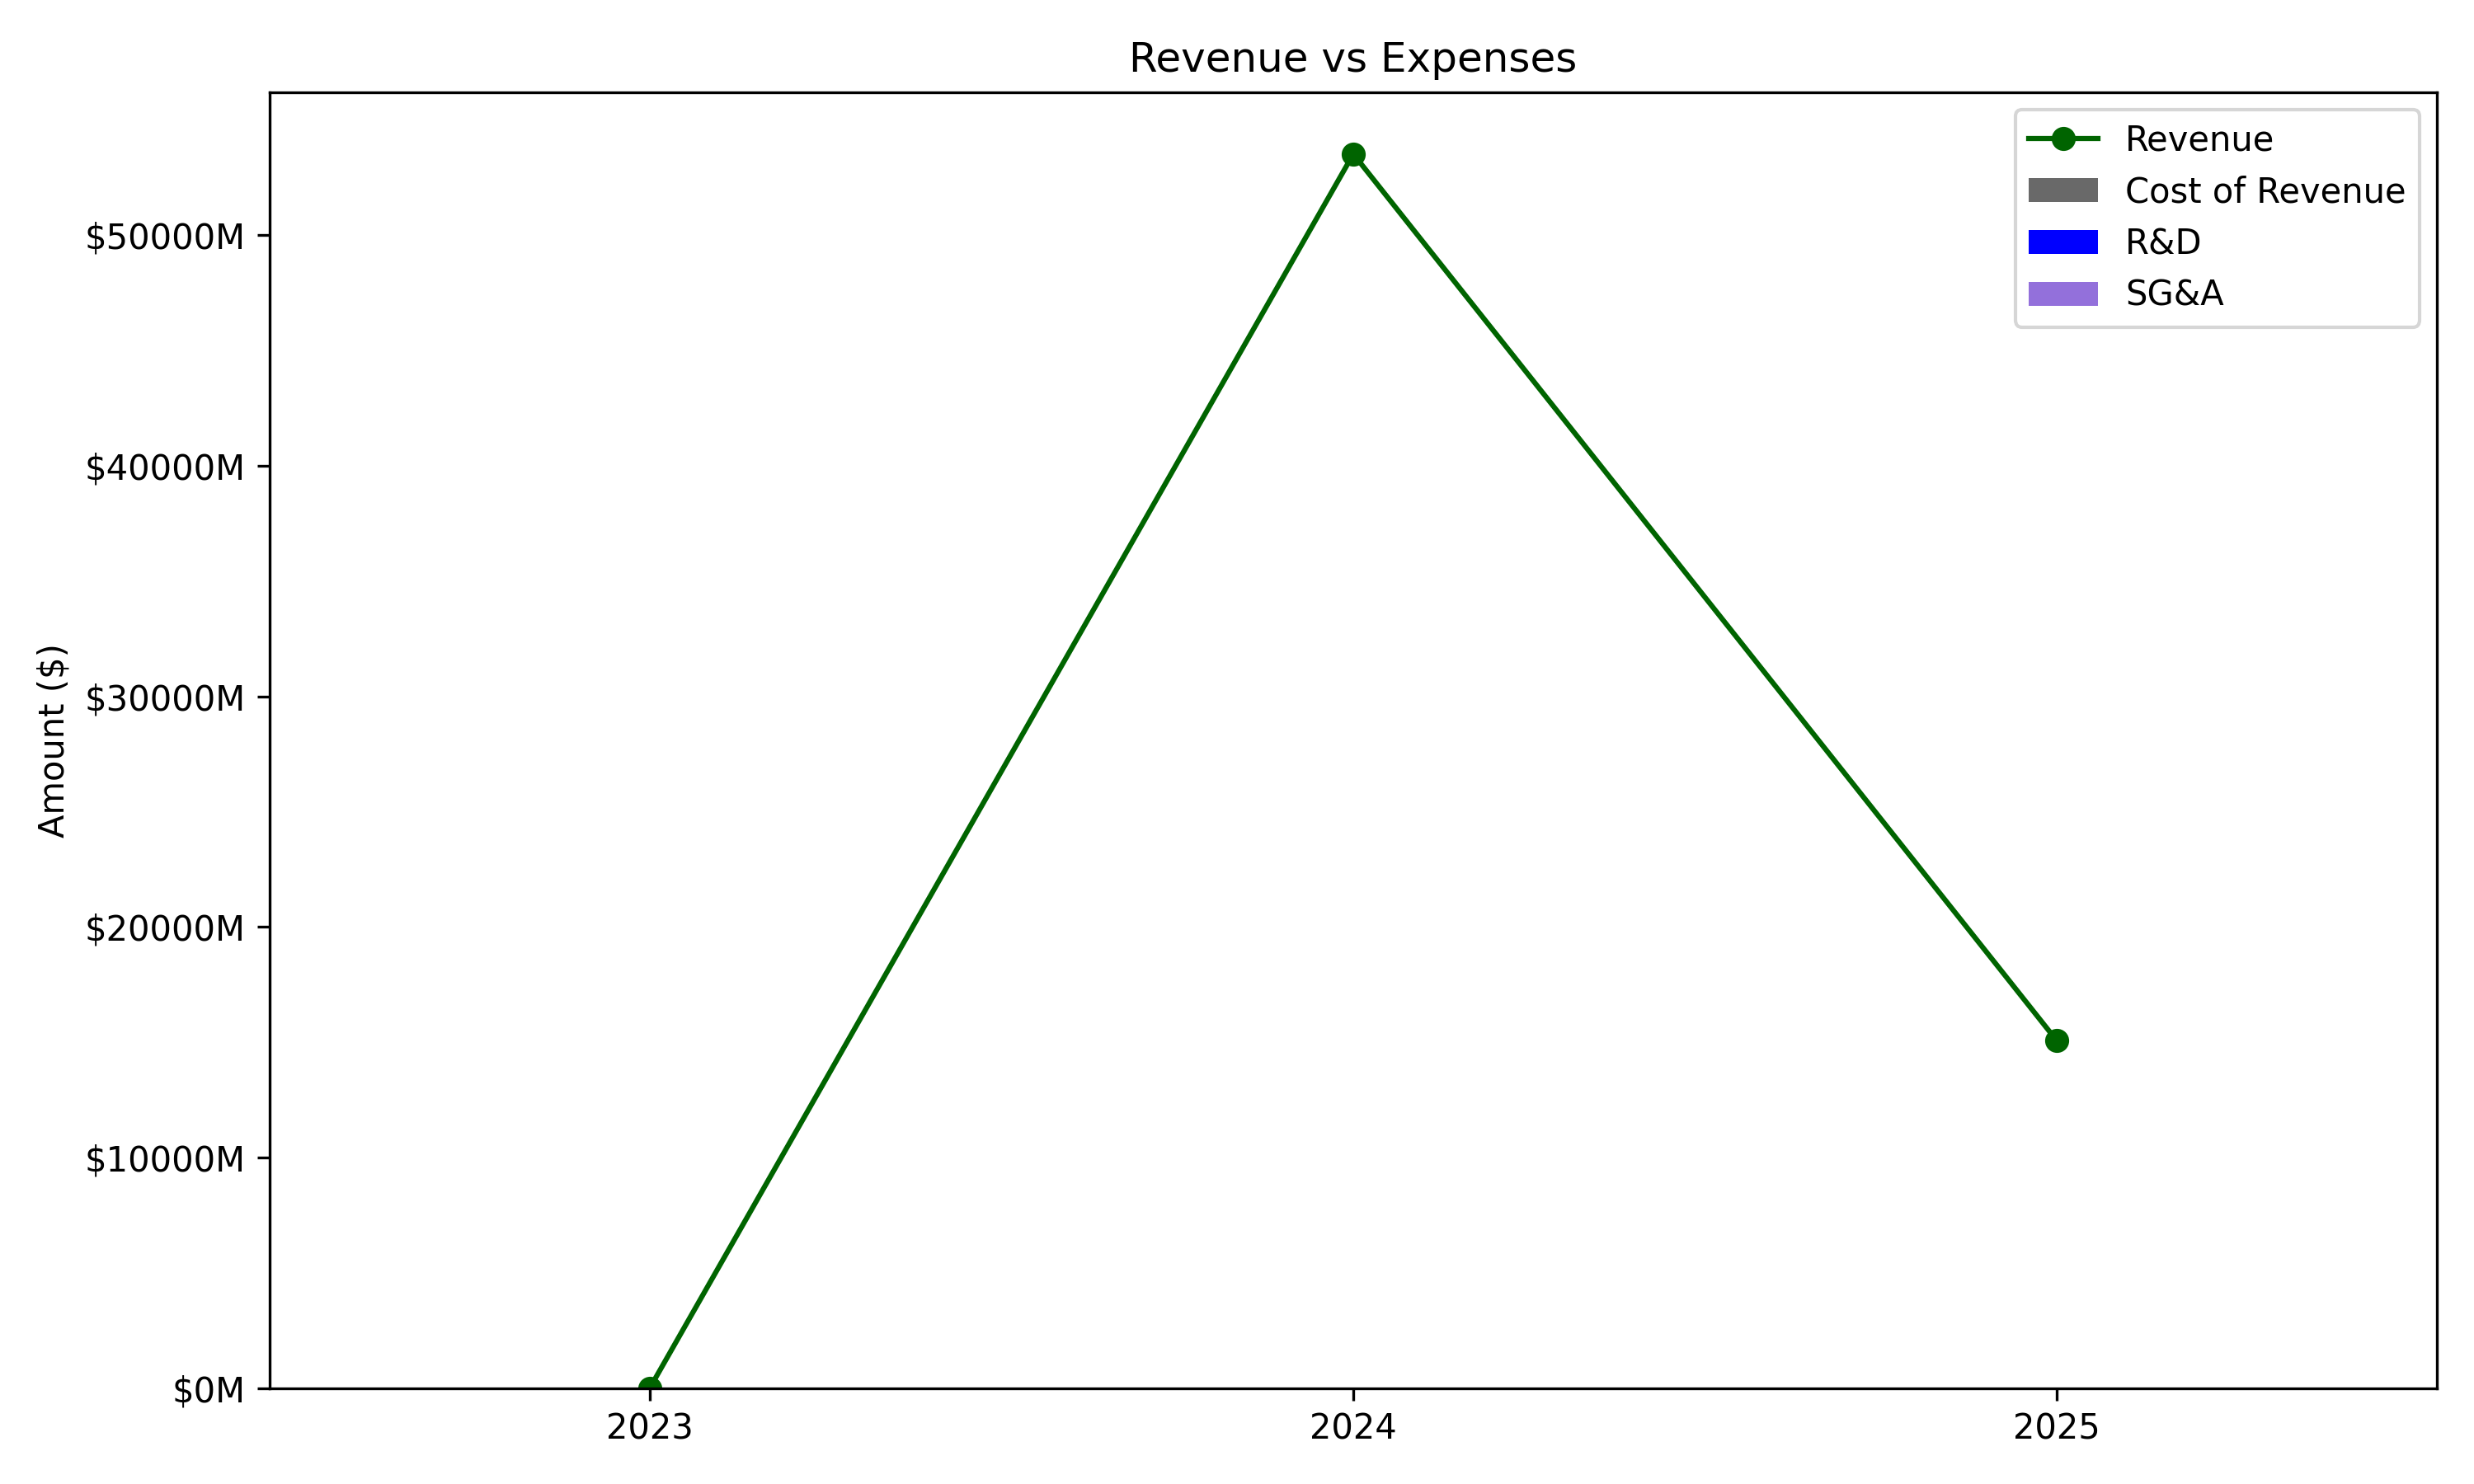 Revenue vs Expenses
Revenue
Cost of Revenue
R&D
SG&A
Amount ($)
$50000M
$40000M
$30000M
$20000M
$10000M
$0M
2023
2024
2025